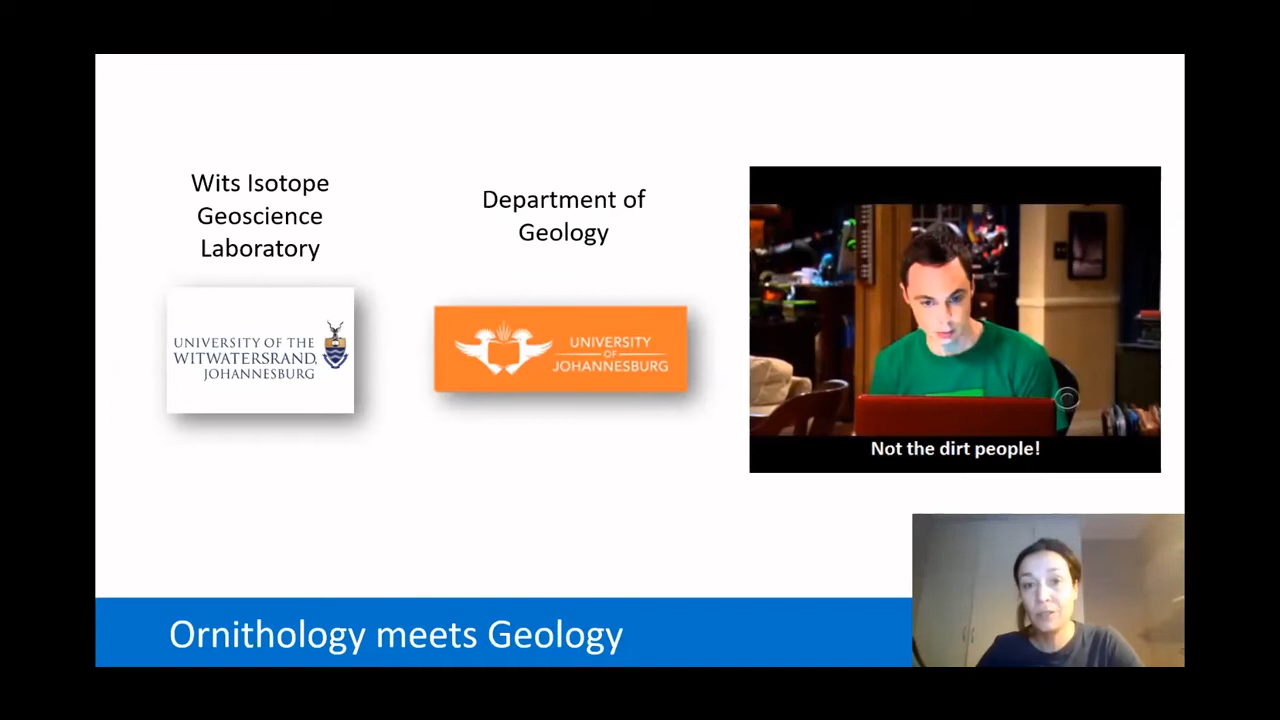 Wits Isotope
Geoscience
Laboratory
UNIVERSITY OF THE
WITWATERSRAND,
JOHANNESBURG
Department of
Geology
UNIVERSITY
OF
JOHANNESBURG
Not the dirt people!
Ornithology meets Geology